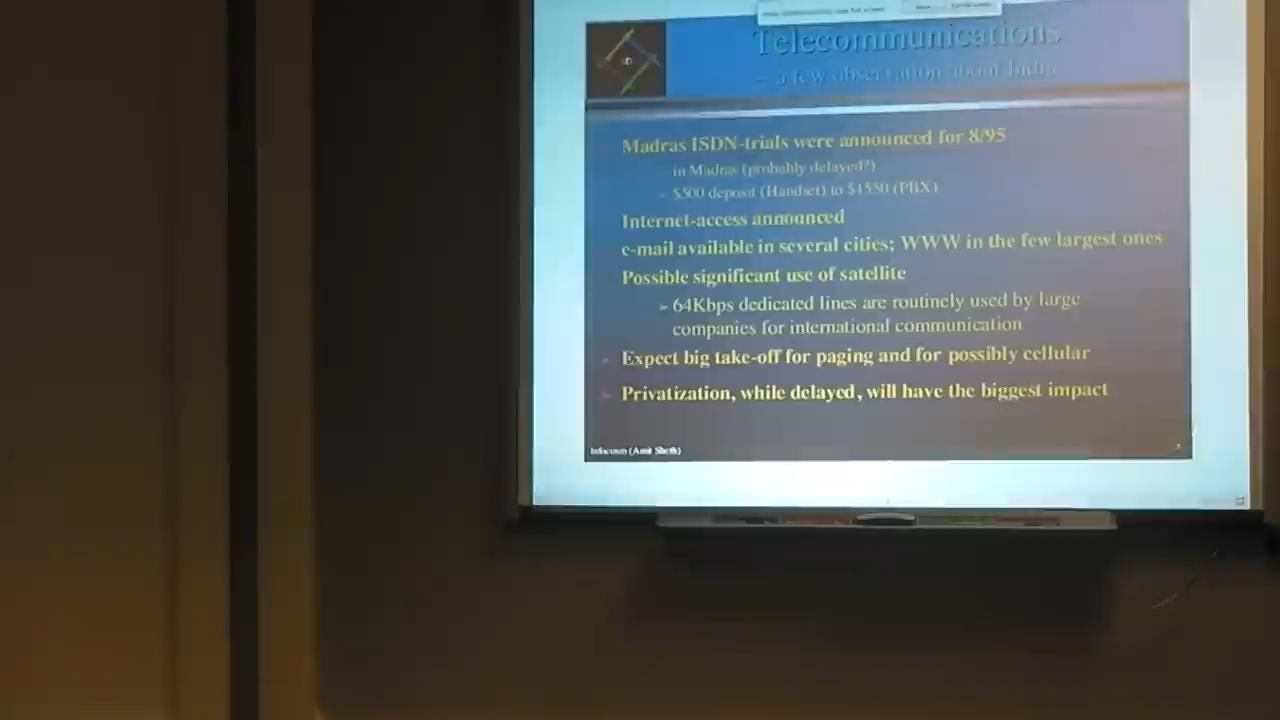 Telecommunications
– a few observation about India
Madras ISDN-trials were announced for 8/95
in Madras (probably delayed?)
– $500 deposit (Handset) to $1550 (PBX)
Internet-access announced
e-mail available in several cities; WWW in the few largest ones
Possible significant use of satellite
➢ 64Kbps dedicated lines are routinely used by large
companies for international communication
Expect big take-off for paging and for possibly cellular
Privatization, while delayed, will have the biggest impact
Infocosm (Amit Sheth)